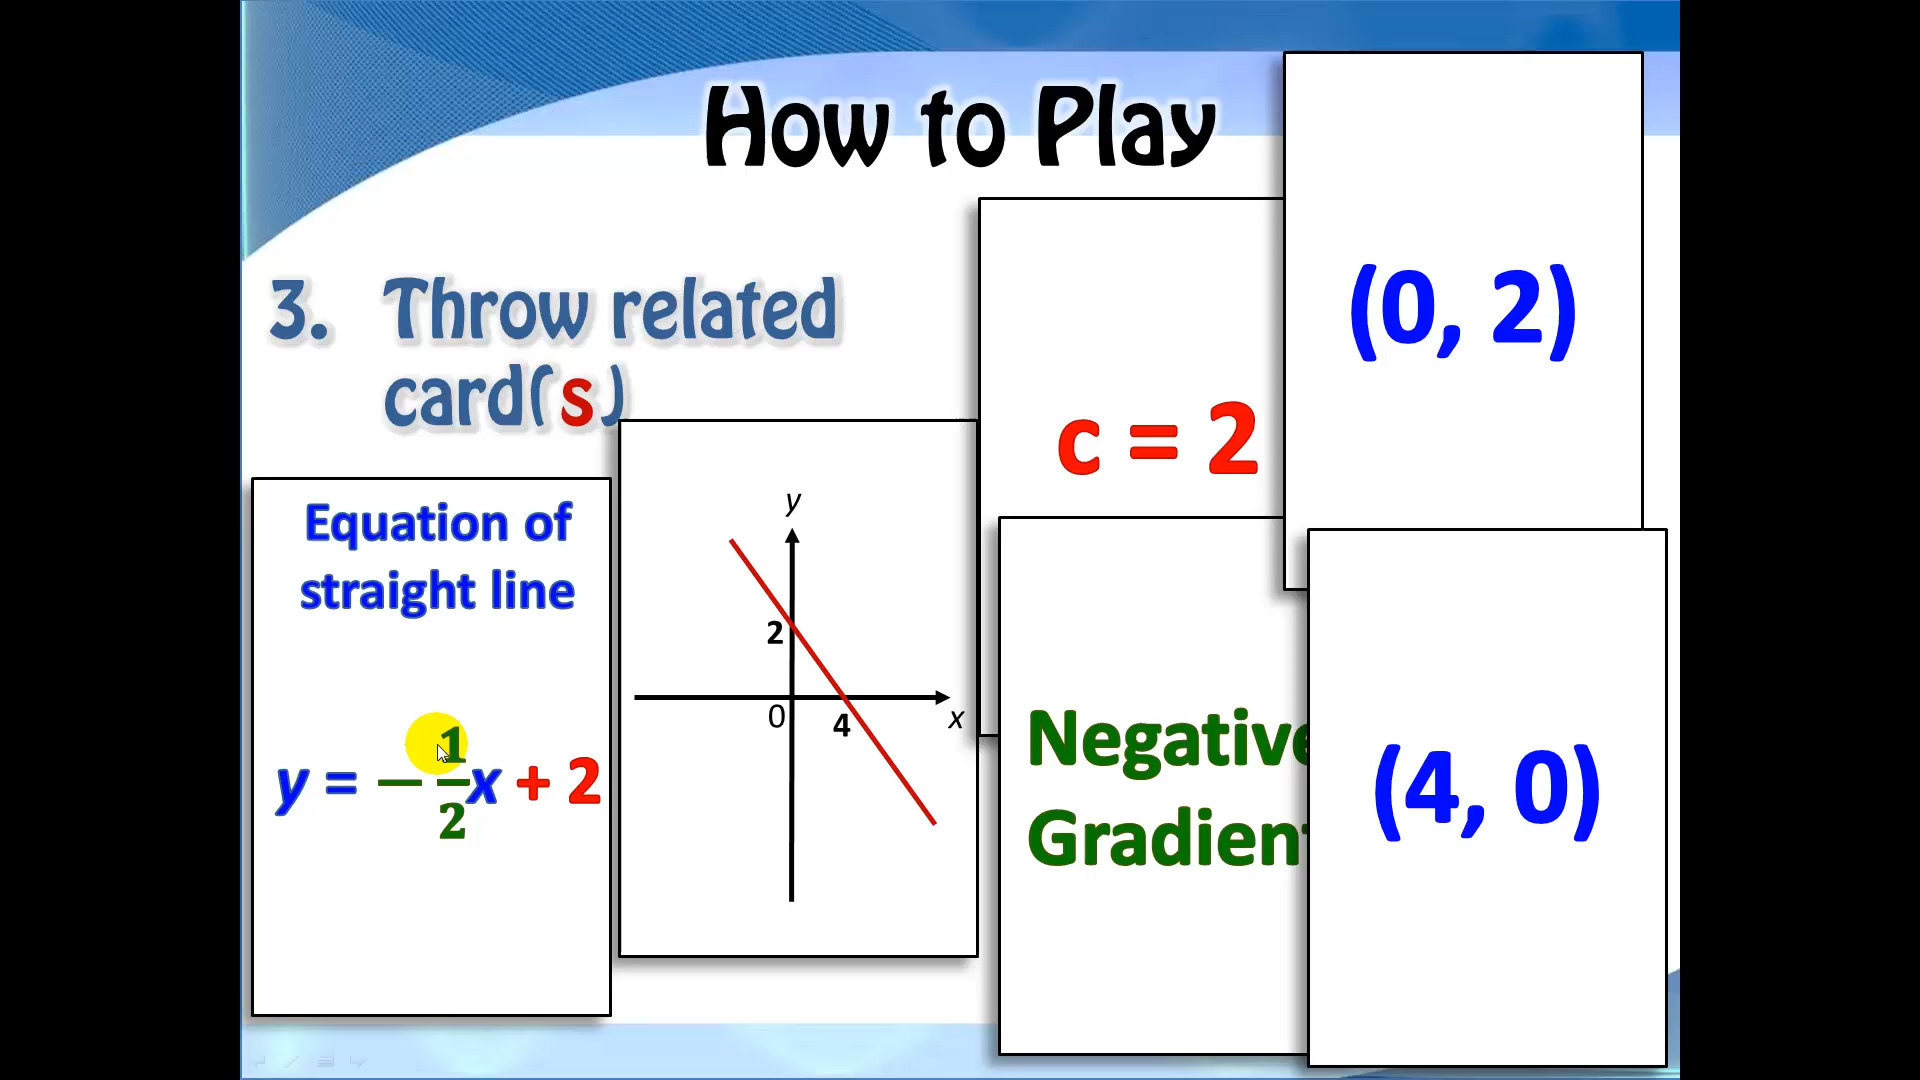 How to Play
3. Throw related
card(s)
Equation of
straight line
y = −1/2x + 2
y
2
0
4
x
c = 2
(0, 2)
Negative
Gradient
(4, 0)